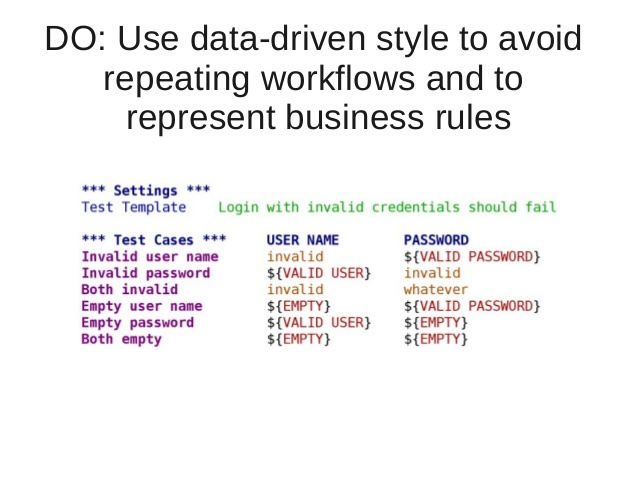 DO: Use data-driven style to avoid
repeating workflows and to
represent business rules
*** Settings ***
Test Template    Login with invalid credentials should fail
*** Test Cases ***    USER NAME    PASSWORD
Invalid user name    invalid    ${VALID PASSWORD}
Invalid password    ${VALID USER}    invalid
Both invalid    invalid    whatever
Empty user name    ${EMPTY}    ${VALID PASSWORD}
Empty password    ${VALID USER}    ${EMPTY}
Both empty    ${EMPTY}    ${EMPTY}